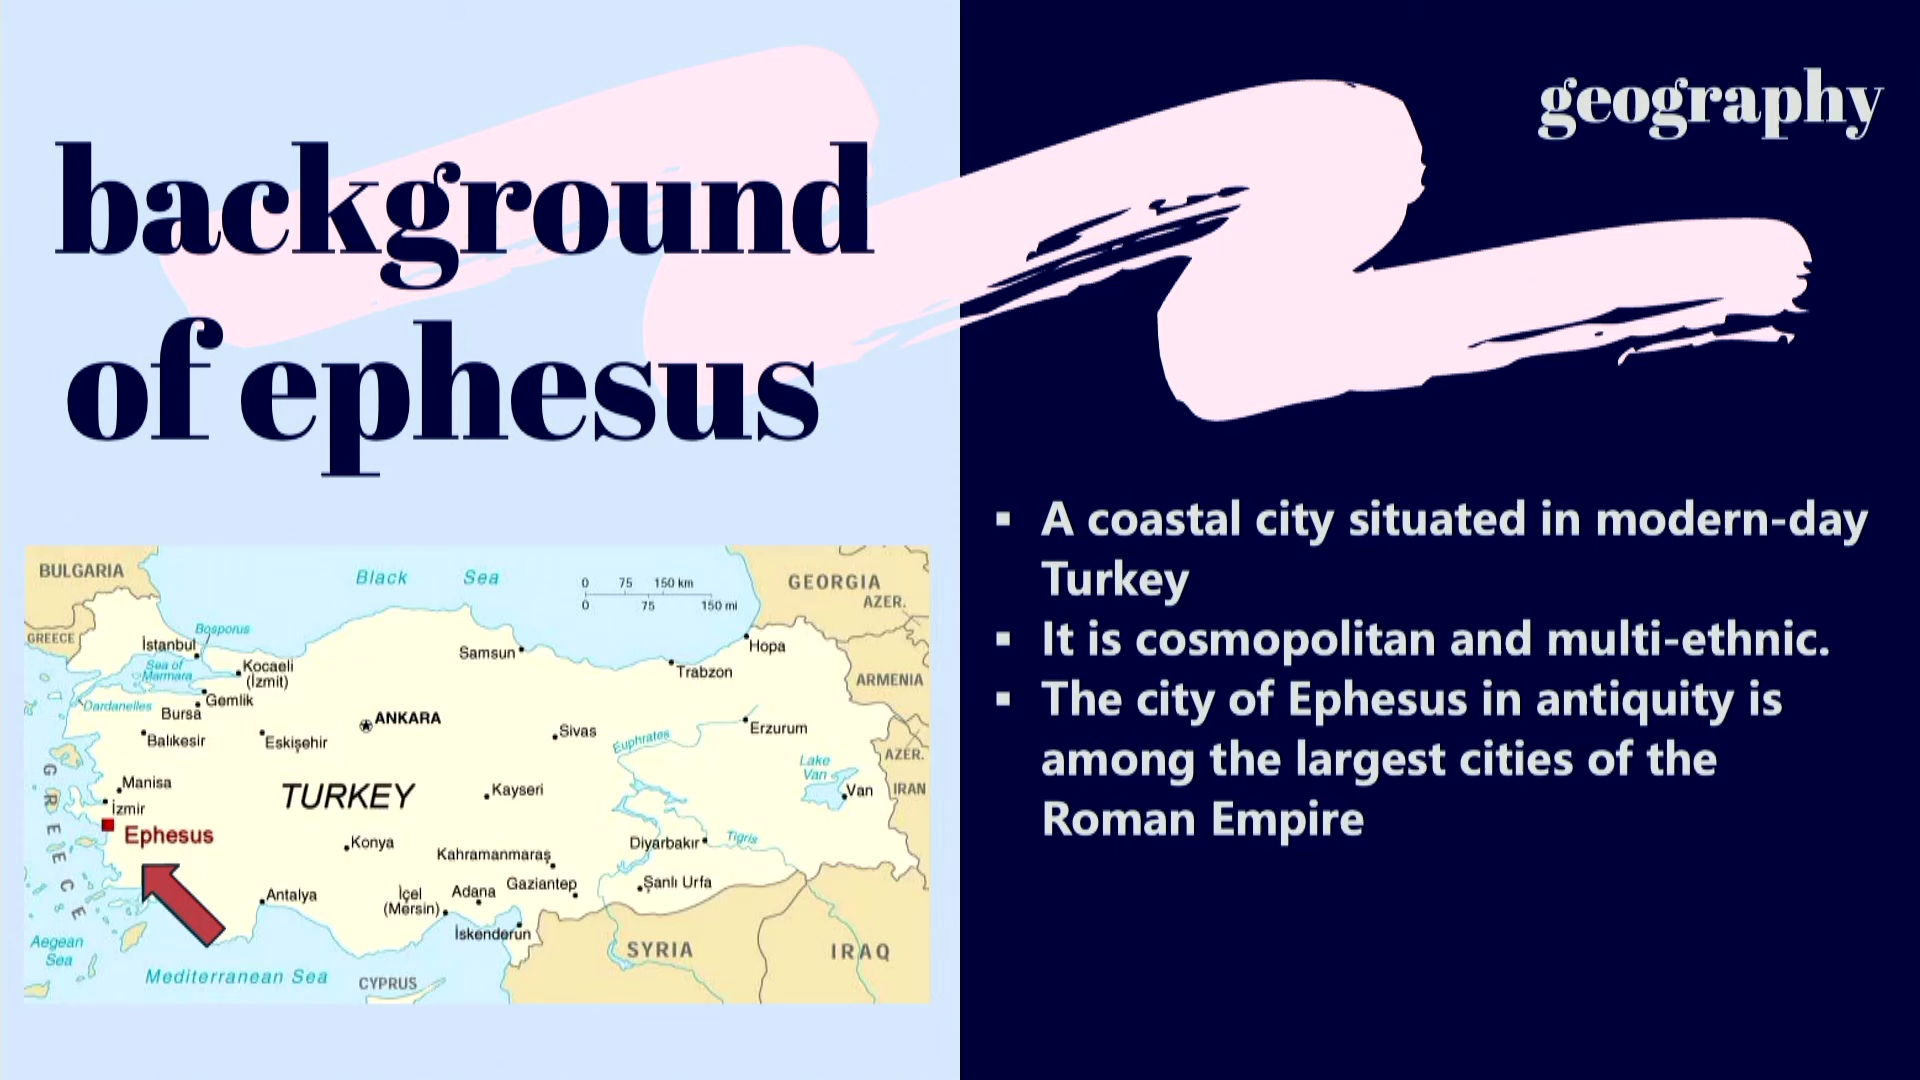 background
of ephesus
BULGARIA
Black Sea
0 75 150 km
0 75 150 mi
GEORGIA
AZER.
GREECE
Bosporus
İstanbul
Sea of
Marmara
Kocaeli
(İzmit)
Samsun
Hopa
Trabzon
ARMENIA
Dardanelles
Gemlik
Bursa
ANKARA
Sivas
Euphrates
Erzurum
Balıkesir
Eskişehir
AZER.
Lake
Van
Manisa
TURKEY
Kayseri
Van
IRAN
İzmir
GREECE
Ephesus
Konya
Diyarbakır
Tigris
Kahramanmaraş
Antalya
İçel
(Mersin)
Adana
Gaziantep
Şanlı Urfa
İskenderun
Aegean
Sea
Mediterranean Sea
CYPRUS
SYRIA
IRAQ
geography
▪ A coastal city situated in modern-day
Turkey
▪ It is cosmopolitan and multi-ethnic.
▪ The city of Ephesus in antiquity is
among the largest cities of the
Roman Empire